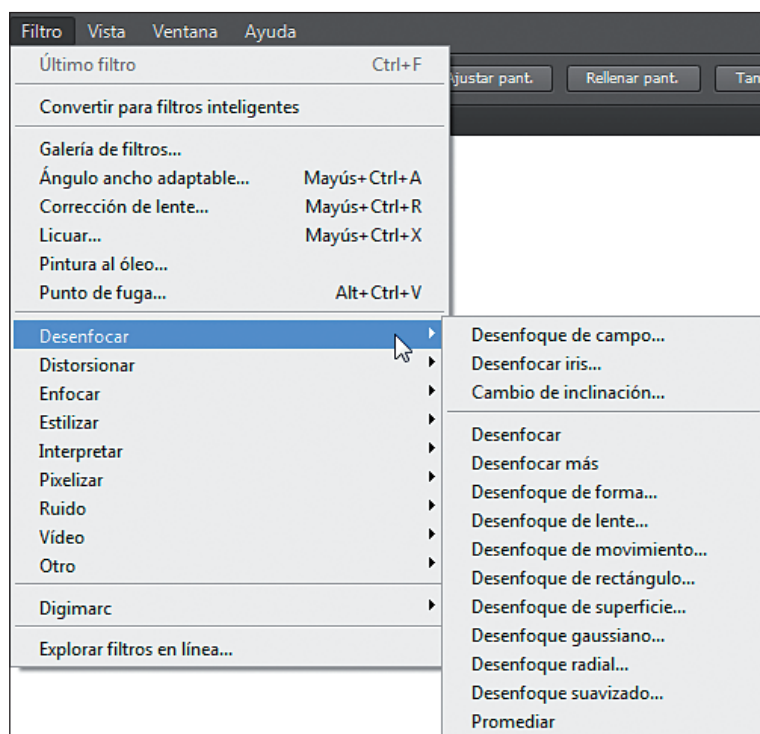 Filtro Vista Ventana Ayuda
Último filtro Ctrl+F
Ajustar pant. Rellenar pant. Tam
Convertir para filtros inteligentes
Galería de filtros...
Ángulo ancho adaptable... Mayús+Ctrl+A
Corrección de lente... Mayús+Ctrl+R
Licuar... Mayús+Ctrl+X
Pintura al óleo...
Punto de fuga... Alt+Ctrl+V
Desenfocar
Distorsionar
Enfocar
Estilizar
Interpretar
Pixelizar
Ruido
Vídeo
Otro
Digimarc
Explorar filtros en línea...
Desenfoque de campo...
Desenfocar iris...
Cambio de inclinación...
Desenfocar
Desenfocar más
Desenfoque de forma...
Desenfoque de lente...
Desenfoque de movimiento...
Desenfoque de rectángulo...
Desenfoque de superficie...
Desenfoque gaussiano...
Desenfoque radial...
Desenfoque suavizado...
Promediar